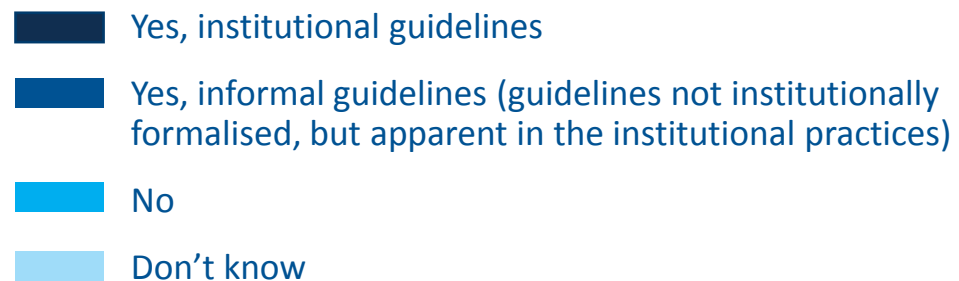 Yes, institutional guidelines
Yes, informal guidelines (guidelines not institutionally
formalised, but apparent in the institutional practices)
No
Don’t know